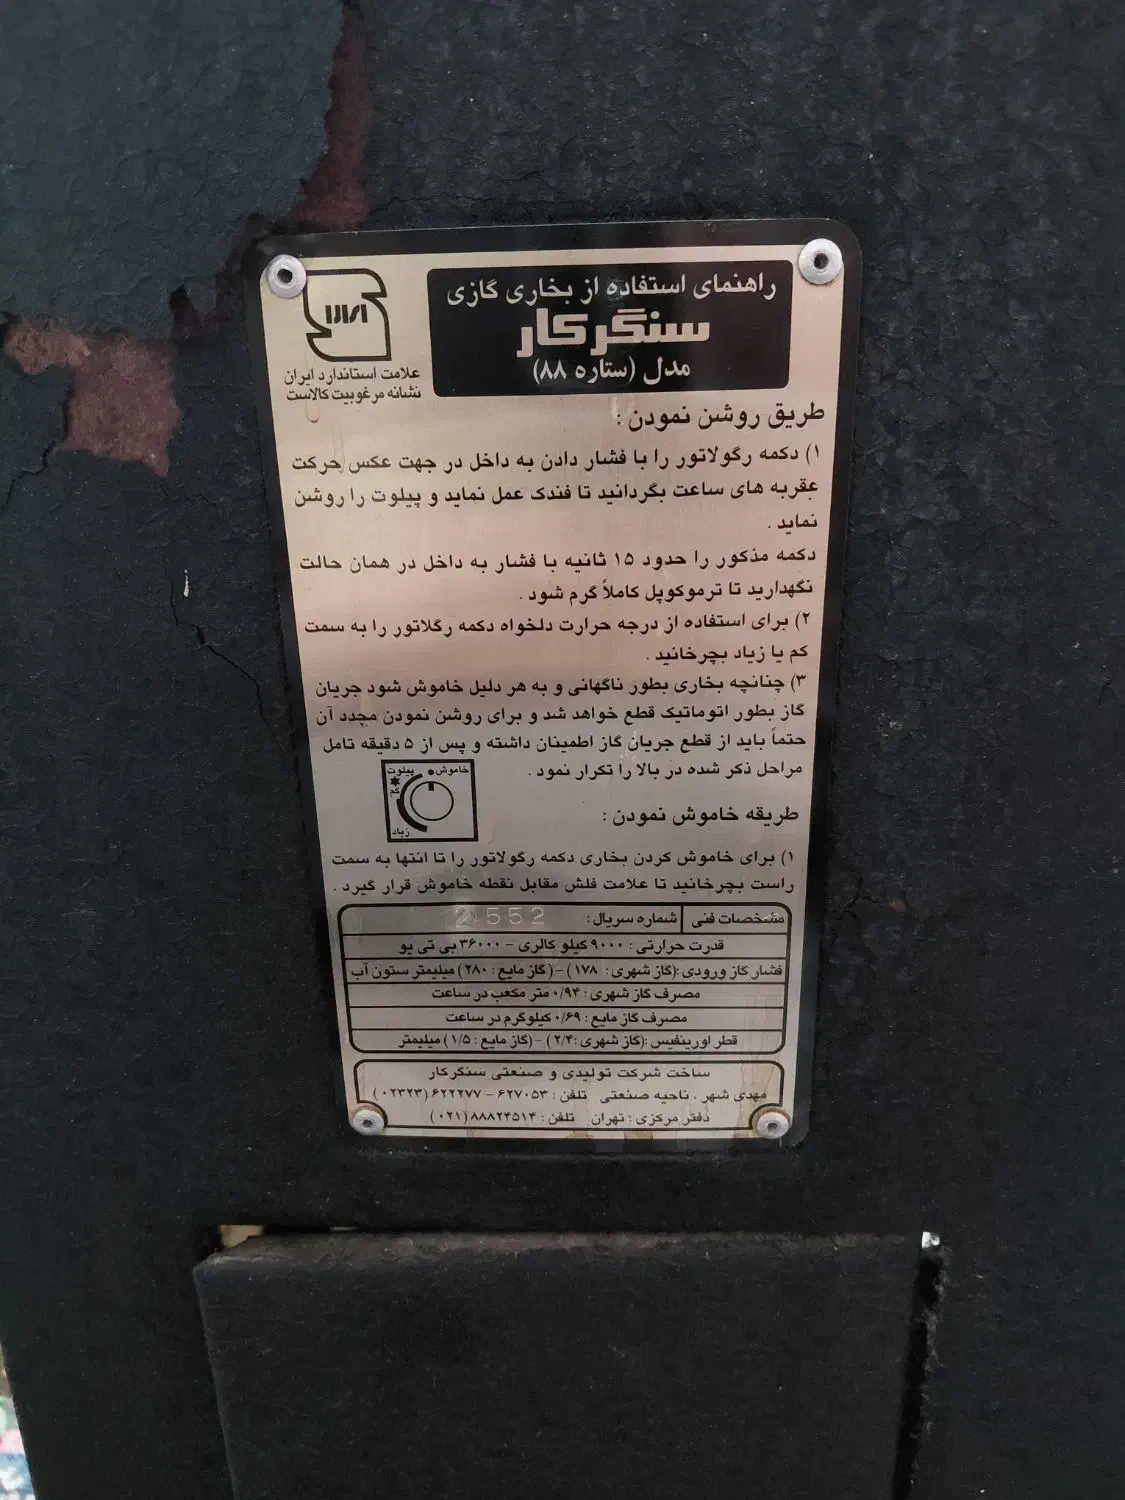 ایران
علامت استاندارد ایران
نشانه مرغوبیت کالاست
راهنمای استفاده از بخاری گازی
سنگرکار
مدل (ستاره ۸۸)
طریق روشن نمودن :
۱) دکمه رگولاتور را با فشار دادن به داخل در جهت عکس حرکت
عقربه های ساعت بگردانید تا فندک عمل نماید و پیلوت را روشن
نماید .
دکمه مذکور را حدود ۱۵ ثانیه با فشار به داخل در همان حالت
نگهدارید تا ترموکوپل کاملاً گرم شود .
۲) برای استفاده از درجه حرارت دلخواه دکمه رگلاتور را به سمت
کم یا زیاد بچرخانید .
۳) چنانچه بخاری بطور ناگهانی و به هر دلیل خاموش شود جریان
گاز بطور اتوماتیک قطع خواهد شد و برای روشن نمودن مجدد آن
حتماً باید از قطع جریان گاز اطمینان داشته و پس از ۵ دقیقه تامل
مراحل ذکر شده در بالا را تکرار نمود .
خاموش
پیلوت
کم
زیاد
طریقه خاموش نمودن :
۱) برای خاموش کردن بخاری دکمه رگولاتور را تا انتها به سمت
راست بچرخانید تا علامت فلش مقابل نقطه خاموش قرار گیرد .
مشخصات فنی شماره سریال : 2552
قدرت حرارتی : ۹۰۰۰ کیلو کالری – ۳۶۰۰۰ بی تی یو
فشار گاز ورودی :(گاز شهری : ۱۷۸) –(گاز مایع : ۲۸۰) میلیمتر ستون آب
مصرف گاز شهری : ۰/۹۴ متر مکعب در ساعت
مصرف گاز مایع : ۰/۶۹ کیلوگرم در ساعت
قطر اورینفیس :(گاز شهری :۲/۴) –(گاز مایع : ۱/۵) میلیمتر
ساخت شرکت تولیدی و صنعتی سنگرکار
مهدی شهر . ناحیه صنعتی تلفن : ۶۲۷۰۵۳ – ۶۲۲۲۷۷ (۰۲۳۲۳)
دفتر مرکزی : تهران تلفن : ۸۸۸۲۴۵۱۴ (۰۲۱)